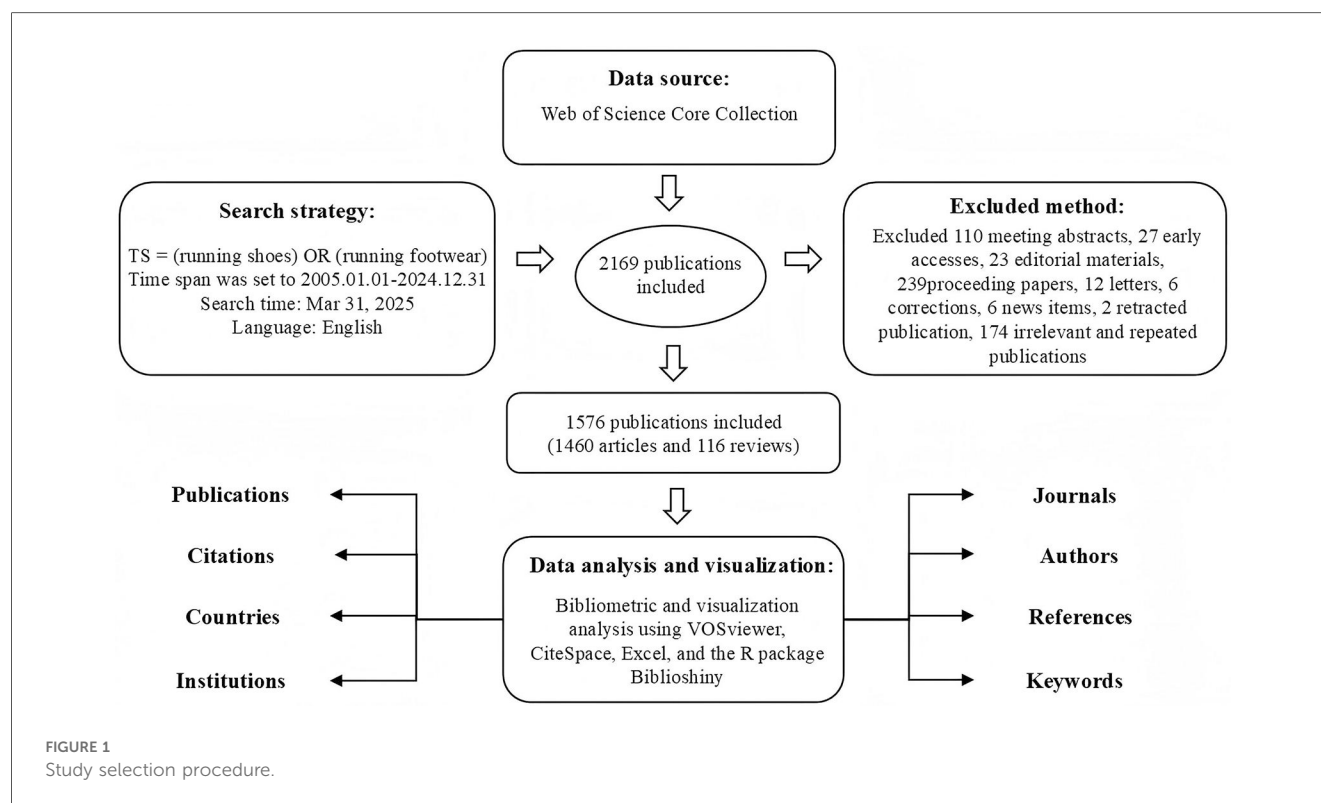 Data source:
Web of Science Core Collection
Search strategy:
TS = (running shoes) OR (running footwear)
Time span was set to 2005.01.01-2024.12.31
Search time: Mar 31, 2025
Language: English
2169 publications
included
Excluded method:
Excluded 110 meeting abstracts, 27 early
accesses, 23 editorial materials,
239proceeding papers, 12 letters, 6
corrections, 6 news items, 2 retracted
publication, 174 irrelevant and repeated
publications
1576 publications included
(1460 articles and 116 reviews)
Publications
Citations
Countries
Institutions
Data analysis and visualization:
Bibliometric and visualization
analysis using VOSviewer,
CiteSpace, Excel, and the R package
Biblioshiny
Journals
Authors
References
Keywords
FIGURE 1
Study selection procedure.